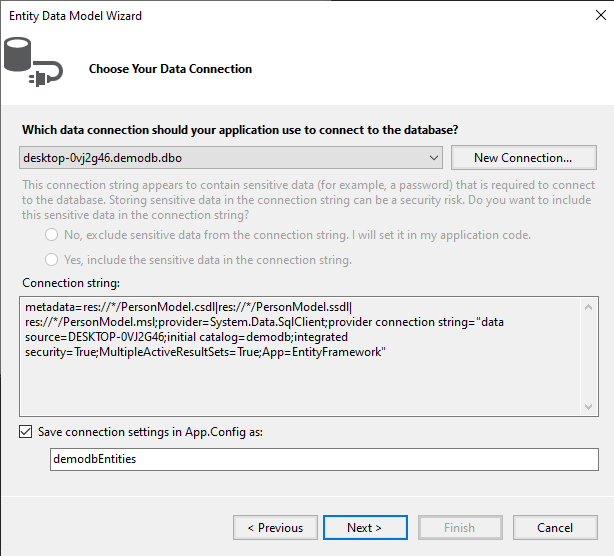 Entity Data Model Wizard
Choose Your Data Connection
Which data connection should your application use to connect to the database?
desktop-0vj2g46.demodb.dbo
New Connection...
This connection string appears to contain sensitive data (for example, a password) that is required to connect
to the database. Storing sensitive data in the connection string can be a security risk. Do you want to include
this sensitive data in the connection string?
No, exclude sensitive data from the connection string. I will set it in my application code.
Yes, include the sensitive data in the connection string.
Connection string:
metadata=res://*/PersonModel.csdl|res://*/PersonModel.ssdl|
res://*/PersonModel.msl;provider=System.Data.SqlClient;provider connection string="data
source=DESKTOP-0VJ2G46;initial catalog=demodb;integrated
security=True;MultipleActiveResultSets=True;App=EntityFramework"
Save connection settings in App.Config as:
demodbEntities
< Previous
Next >
Finish
Cancel